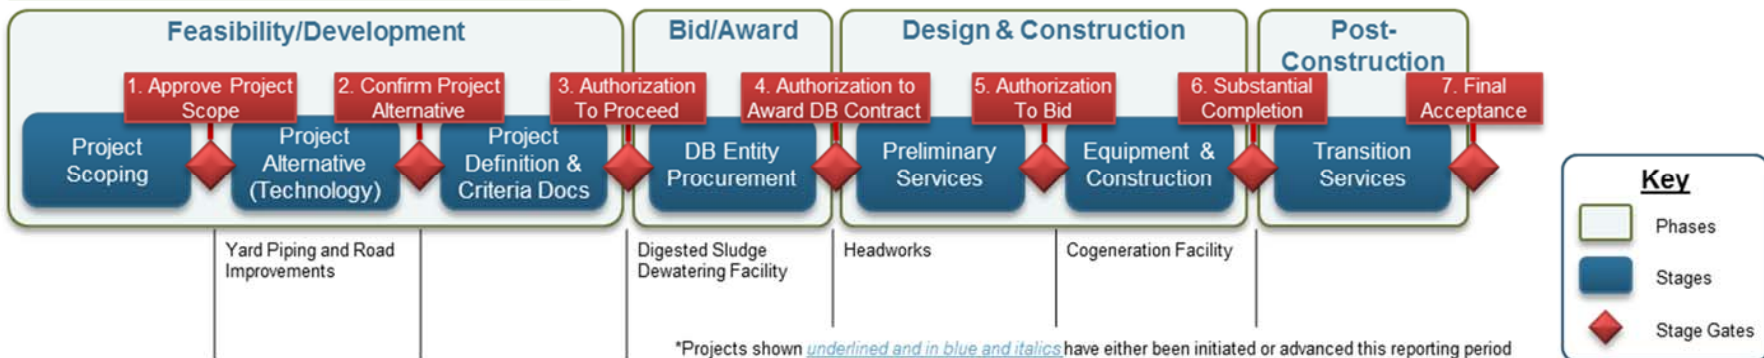 Feasibility/Development
Bid/Award
Design & Construction
Post-
Construction
1. Approve Project
Scope
2. Confirm Project
Alternative
3. Authorization
To Proceed
4. Authorization to
Award DB Contract
5. Authorization
To Bid
6. Substantial
Completion
7. Final
Acceptance
Project
Scoping
Project
Alternative
(Technology)
Project
Definition &
Criteria Docs
DB Entity
Procurement
Preliminary
Services
Equipment &
Construction
Transition
Services
Yard Piping and Road
Improvements
Digested Sludge
Dewatering Facility
Headworks
Cogeneration Facility
*Projects shown underlined and in blue and italics have either been initiated or advanced this reporting period
Key
Phases
Stages
Stage Gates